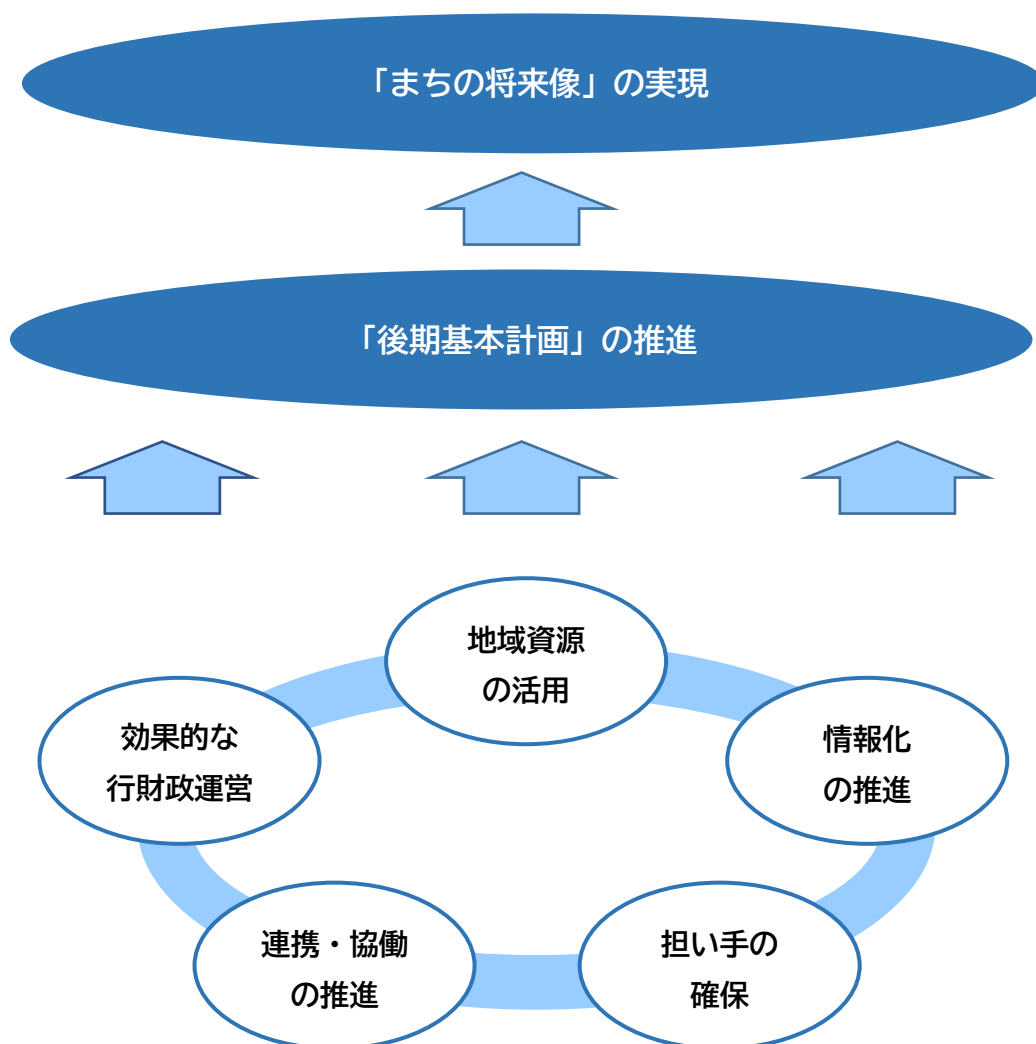 「まちの将来像」の実現
「後期基本計画」の推進
地域資源
の活用
効果的な
行財政運営
情報化
の推進
連携・協働
の推進
担い手の
確保